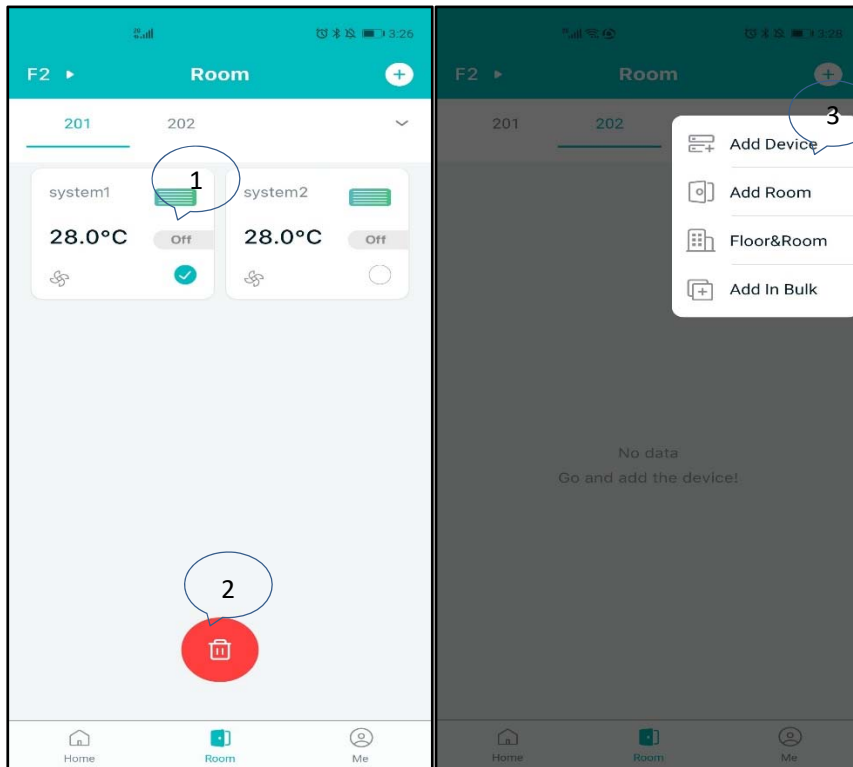 3:26
F2 Room
201 202
1
system1
28.0°C Off
system2
28.0°C Off
2
Home Room Me
3:28
F2 Room
201 202
3
Add Device
Add Room
Floor&Room
Add In Bulk
No data
Go and add the device!
Home Room Me